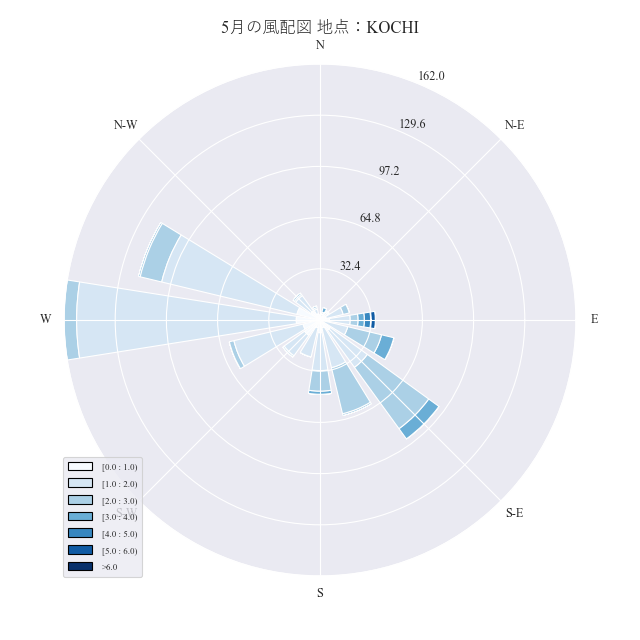 5月の風配図 地点：KOCHI
N
N-W
N-E
162.0
129.6
97.2
64.8
32.4
W
E
S-W
S-E
S
[0.0 : 1.0)
[1.0 : 2.0)
[2.0 : 3.0)
[3.0 : 4.0)
[4.0 : 5.0)
[5.0 : 6.0)
>6.0